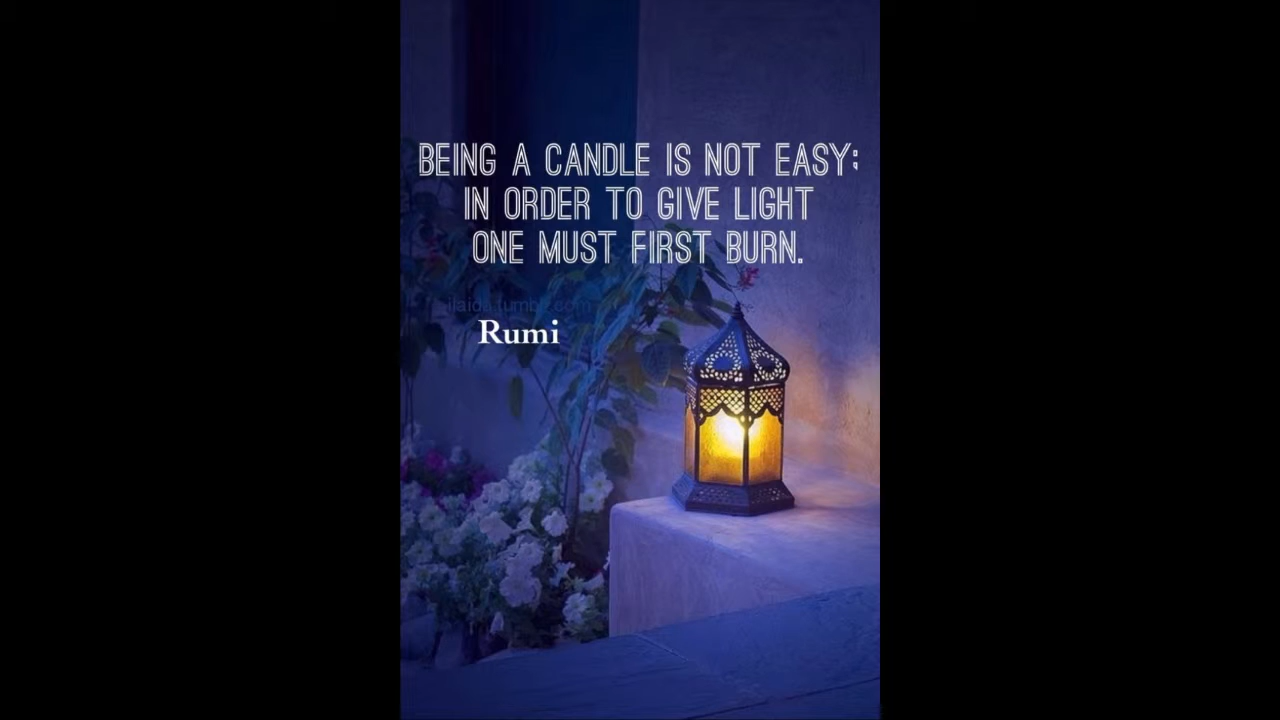 BEING A CANDLE IS NOT EASY;
IN ORDER TO GIVE LIGHT
ONE MUST FIRST BURN.
Rumi